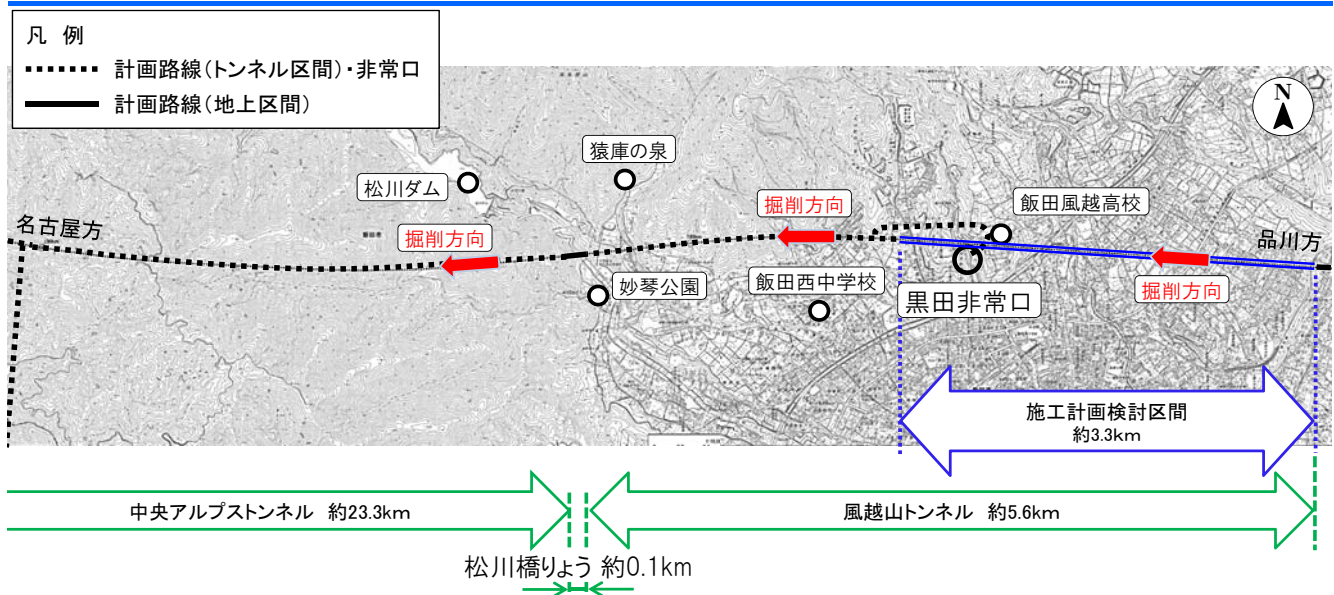 凡 例
計画路線(トンネル区間)・非常口
計画路線(地上区間)
N
猿庫の泉
松川ダム
飯田風越高校
掘削方向
名古屋方
掘削方向
品川方
妙琴公園
飯田西中学校
黒田非常口
掘削方向
施工計画検討区間
約3.3km
中央アルプストンネル 約23.3km
風越山トンネル 約5.6km
松川橋りょう 約0.1km